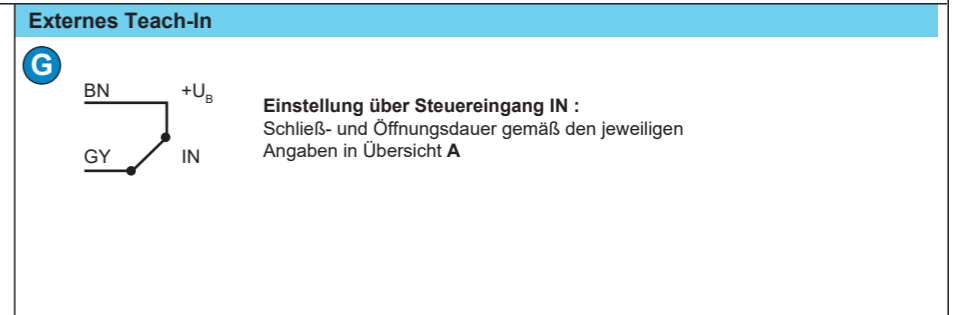 Externes Teach-In
G
BN +UB
Einstellung über Steuereingang IN :
Schließ- und Öffnungsdauer gemäß den jeweiligen
GY IN
Angaben in Übersicht A